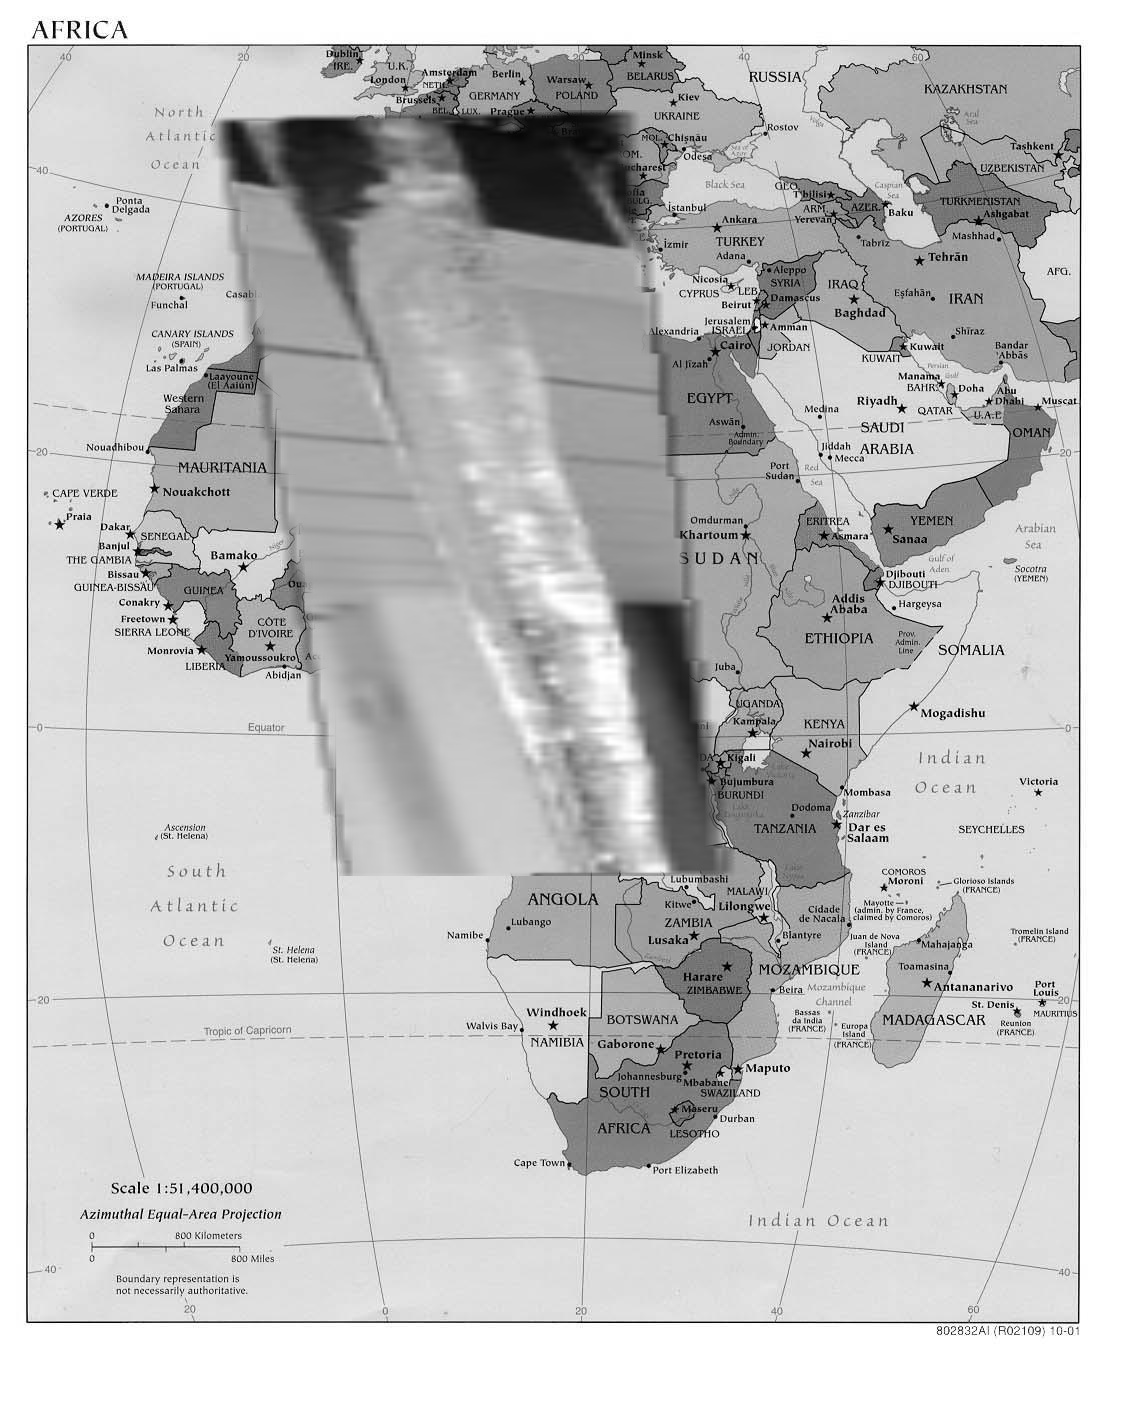 AFRICA
40
20
0
20
40
60
Dublin
IRE.
U.K.
London
Amsterdam
NETH.
Brussels
BEL.
LUX.
Berlin
GERMANY
Prague
Warsaw
POLAND
Minsk
BELARUS
Kiev
UKRAINE
RUSSIA
Rostov
Volga
KAZAKHSTAN
Aral
Sea
Tashkent
UZBEKISTAN
North
Atlantic
Ocean
MOL.
Chişnău
Odesa
Sea of
Azov
Black Sea
GEO.
T'bilisi
ARM.
Yerevan
AZER.
Baku
Caspian
Sea
TURKMENISTAN
Ashgabat
Mashhad
BULG.
İstanbul
Ankara
İzmir
TURKEY
Adana
Tabrīz
Tehrān
AFG.
40
Ponta
Delgada
AZORES
(PORTUGAL)
MADEIRA ISLANDS
(PORTUGAL)
Funchal
Nicosia
CYPRUS
LEB.
Beirut
Aleppo
SYRIA
Damascus
IRAQ
Baghdad
Eşfahān
IRAN
CANARY ISLANDS
(SPAIN)
Las Palmas
Alexandria
Jerusalem
ISRAEL
Amman
JORDAN
Cairo
Al Jīzah
Shīraz
Bandar
'Abbās
KUWAIT
Kuwait
Laayoune
(El Aaiún)
Western
Sahara
EGYPT
Aswān
Admin.
Boundary
Manama
BAHR.
Persian
Gulf
Doha
QATAR
Abu
Dhabi
U.A.E
Muscat
OMAN
Medina
Riyadh
SAUDI
ARABIA
Jiddah
Mecca
Nouadhibou
20
20
MAURITANIA
Nouakchott
Port
Sudan
Red
Sea
CAPE VERDE
Praia
Dakar
SENEGAL
Banjul
THE GAMBIA
Bissau
GUINEA-BISSAU
Bamako
Niger
Omdurman
Khartoum
SUDAN
ERITREA
Asmara
YEMEN
Sanaa
Arabian
Sea
Gulf of
Aden
Socotra
(YEMEN)
GUINEA
Conakry
Freetown
SIERRA LEONE
Monrovia
LIBERIA
CÔTE
D'IVOIRE
Yamoussoukro
Abidjan
Djibouti
DJIBOUTI
Addis
Ababa
Hargeysa
ETHIOPIA
Prov.
Admin.
Line
SOMALIA
Juba
UGANDA
Kampala
KENYA
Nairobi
Mogadishu
0
Equator
0
Kigali
Lake
Victoria
Bujumbura
BURUNDI
Lake
Tanganyika
Mombasa
Dodoma
Zanzibar
TANZANIA
Dar es
Salaam
Indian
Ocean
Victoria
SEYCHELLES
Ascension
(St. Helena)
South
Atlantic
Ocean
St. Helena
(St. Helena)
ANGOLA
Lubango
Namibe
Lubumbashi
Kitwe
ZAMBIA
Lusaka
Zambezi
MALAWI
Lilongwe
Lake
Nyasa
Blantyre
Cidade
de Nacala
COMOROS
Moroni
Mayotte
(admin. by France,
claimed by Comoros)
Glorioso Islands
(FRANCE)
Juan de Nova
Island
(FRANCE)
Mahajanga
Toamasina
Antananarivo
MADAGASCAR
Tromelin Island
(FRANCE)
Port
Louis
20
MAURITIUS
St. Denis
Reunion
(FRANCE)
20
Harare
ZIMBABWE
MOZAMBIQUE
Beira
Mozambique
Channel
Bassas
da India
(FRANCE)
Europa
Island
(FRANCE)
Tropic of Capricorn
Windhoek
Walvis Bay
NAMIBIA
BOTSWANA
Gaborone
Pretoria
Johannesburg
Mbabane
Maputo
SWAZILAND
SOUTH
AFRICA
Maseru
LESOTHO
Durban
Cape Town
Port Elizabeth
Scale 1:51,400,000
Azimuthal Equal-Area Projection
0
800 Kilometers
0
800 Miles
Boundary representation is
not necessarily authoritative.
Indian Ocean
40
40
20
0
20
40
60
802832AI (R02109) 10-01